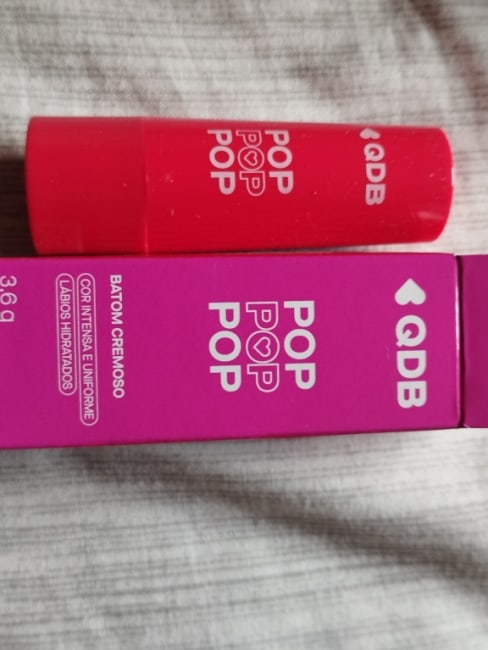 QDB
POP
POP
POP
QDB
POP
POP
POP
BATOM CREMOSO
COR INTENSA E UNIFORME
LÁBIOS HIDRATADOS
3,6 g